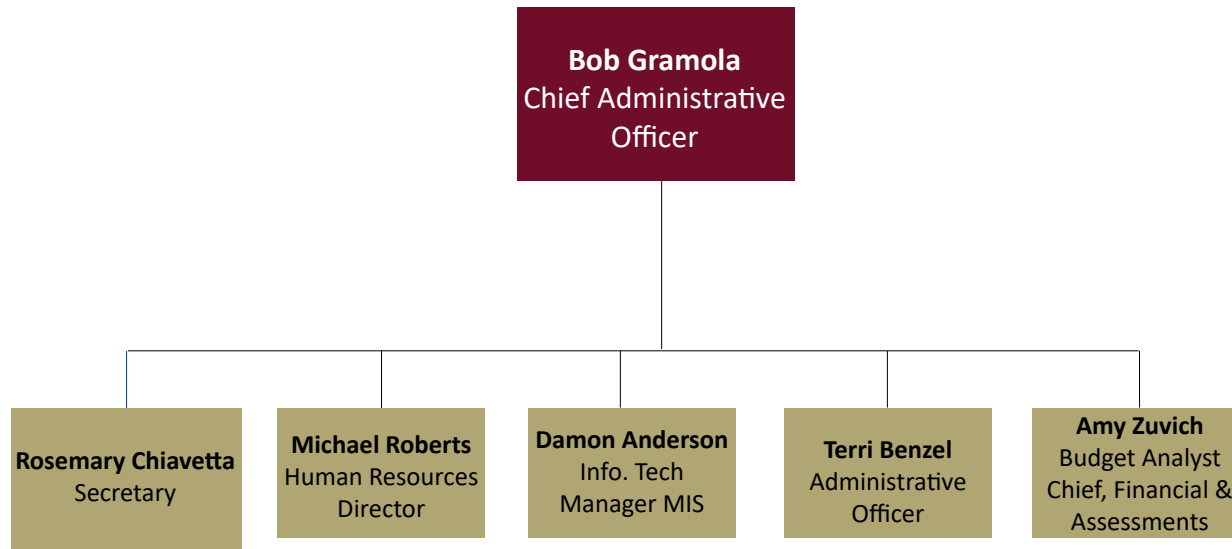 Bob Gramola
Chief Administrative
Officer
Rosemary Chiavetta
Secretary
Michael Roberts
Human Resources
Director
Damon Anderson
Info. Tech
Manager MIS
Terri Benzel
Administrative
Officer
Amy Zuvich
Budget Analyst
Chief, Financial &
Assessments